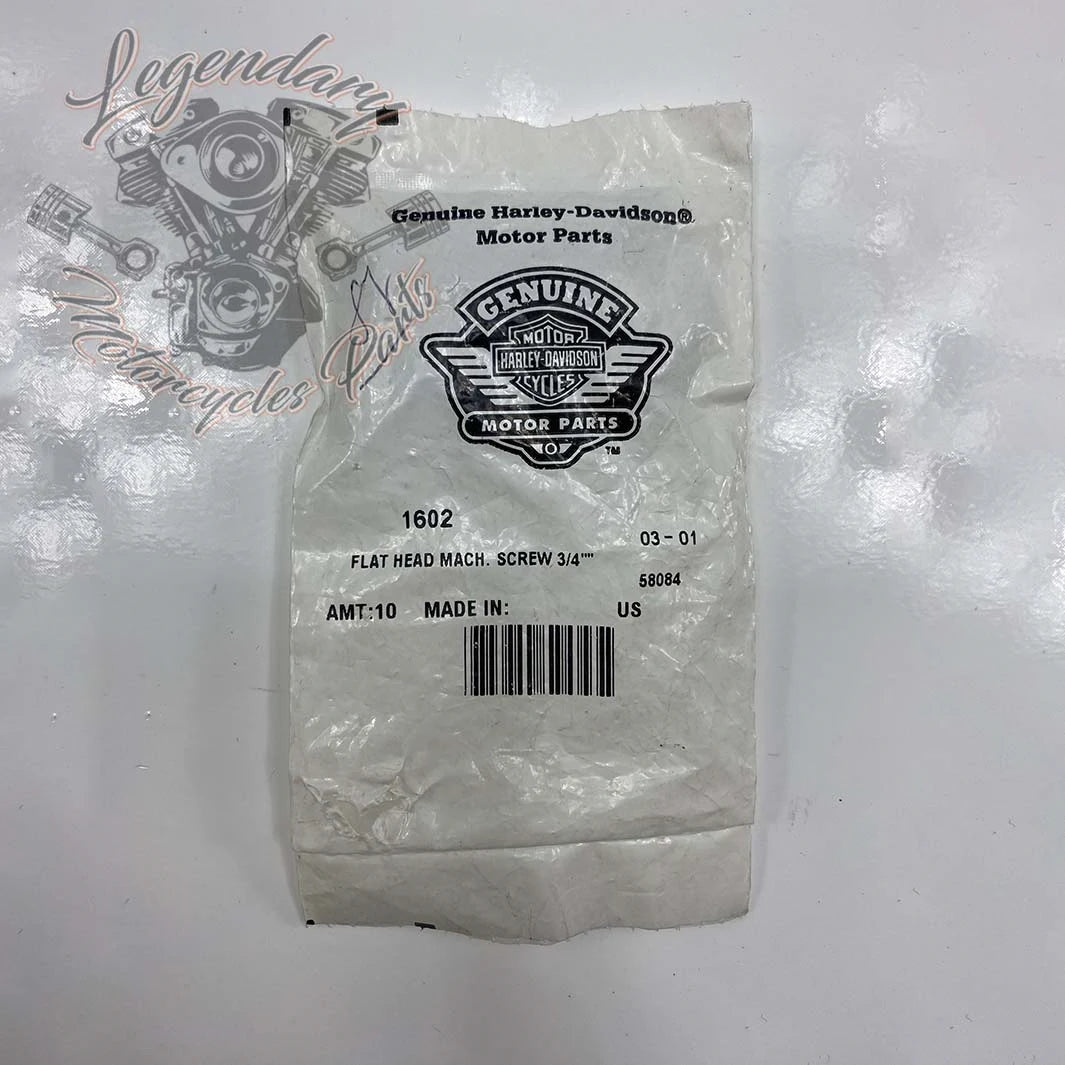 Legendary
Motorcycles Parts
Genuine Harley-Davidson®
Motor Parts
GENUINE
MOTOR
HARLEY-DAVIDSON
CYCLES
MOTOR PARTS
TM
1602
03-01
FLAT HEAD MACH. SCREW 3/4""
58084
AMT:10 MADE IN: US